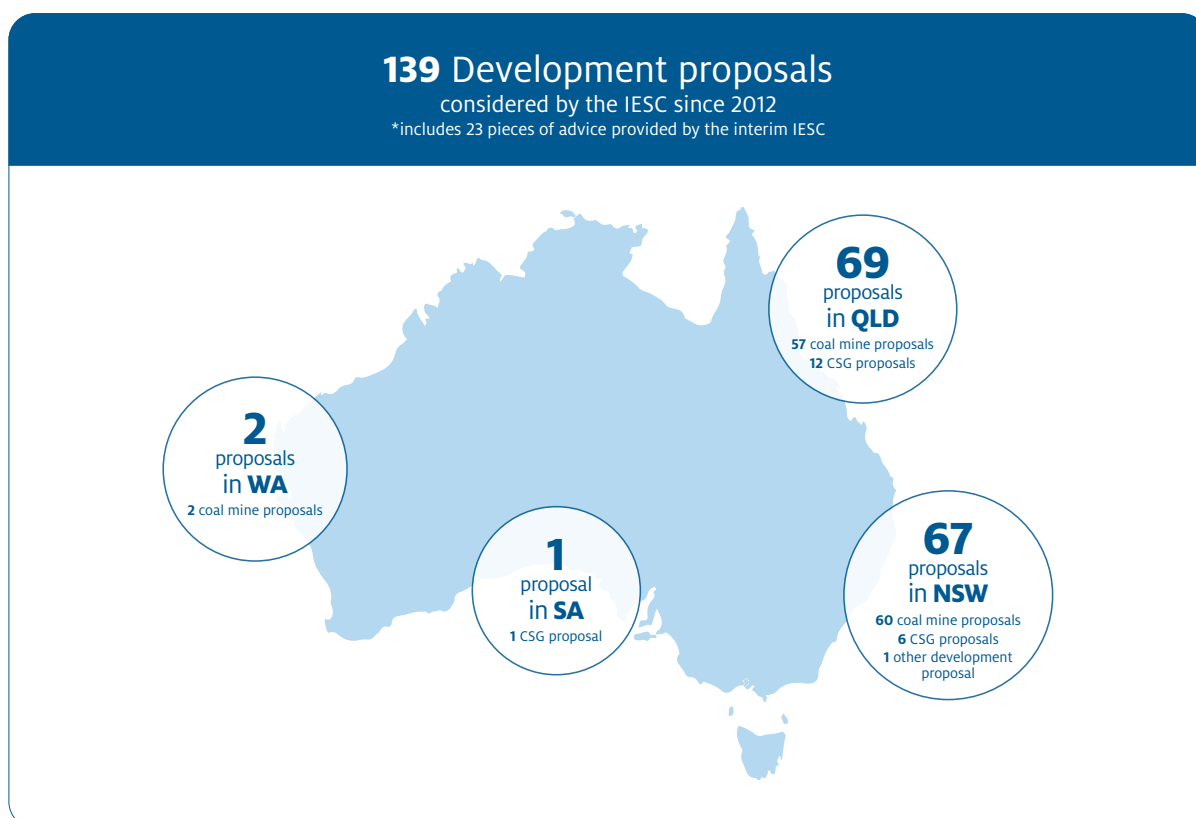 139 Development proposals
considered by the IESC since 2012
*includes 23 pieces of advice provided by the interim IESC
69
proposals
in QLD
57 coal mine proposals
12 CSG proposals
2
proposals
in WA
2 coal mine proposals
1
proposal
in SA
1 CSG proposal
67
proposals
in NSW
60 coal mine proposals
6 CSG proposals
1 other development
proposal